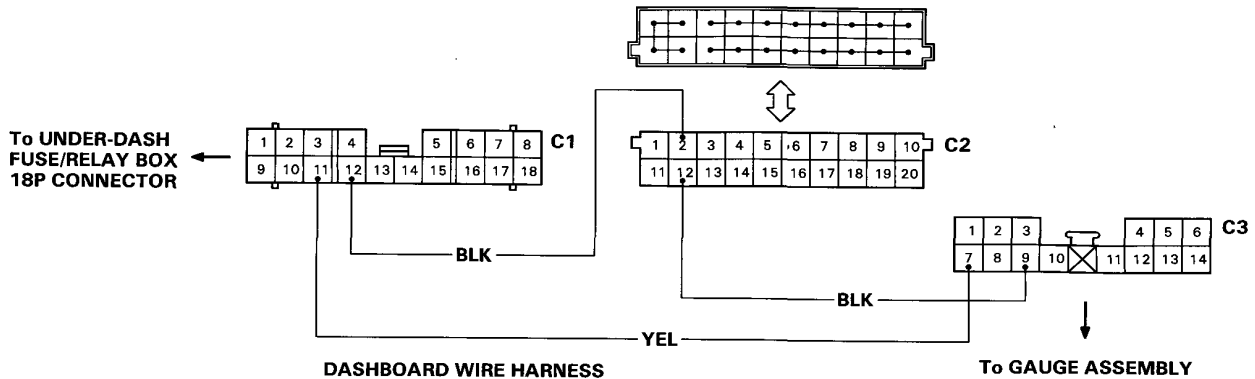 To UNDER-DASH
FUSE/RELAY BOX
18P CONNECTOR
1 2 3 4 5 6 7 8 C1
9 10 11 12 13 14 15 16 17 18
1 2 3 4 5 6 7 8 9 10 C2
11 12 13 14 15 16 17 18 19 20
1 2 3 4 5 6 C3
7 8 9 10 11 12 13 14
BLK
BLK
YEL
DASHBOARD WIRE HARNESS
To GAUGE ASSEMBLY